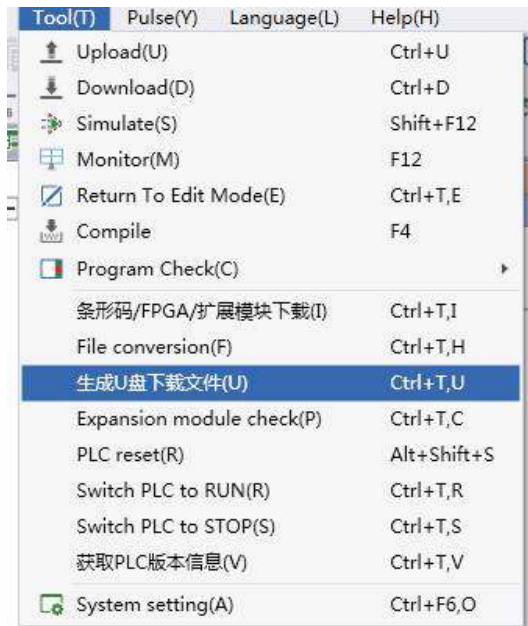 Tool(T) Pulse(Y) Language(L) Help(H)
Upload(U) Ctrl+U
Download(D) Ctrl+D
Simulate(S) Shift+F12
Monitor(M) F12
Return To Edit Mode(E) Ctrl+T,E
Compile F4
Program Check(C)
条形码/FPGA/扩展模块下载(I) Ctrl+T,I
File conversion(F) Ctrl+T,H
生成U盘下载文件(U) Ctrl+T,U
Expansion module check(P) Ctrl+T,C
PLC reset(R) Alt+Shift+S
Switch PLC to RUN(R) Ctrl+T,R
Switch PLC to STOP(S) Ctrl+T,S
获取PLC版本信息(V) Ctrl+T,V
System setting(A) Ctrl+F6,O